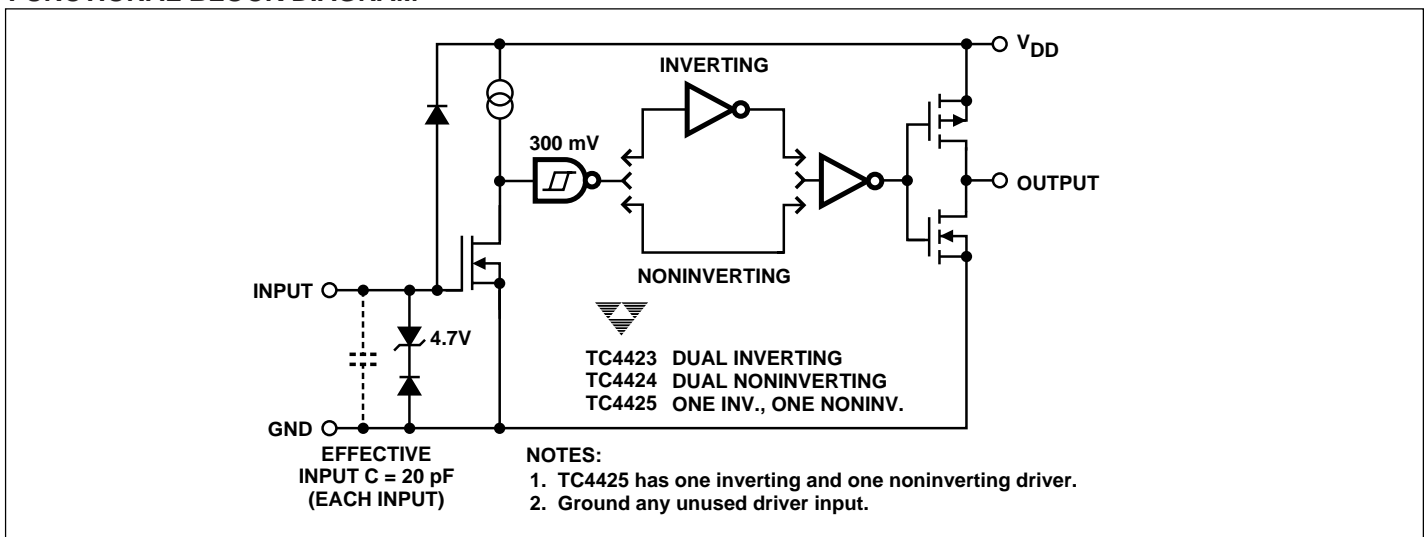 V_DD
INVERTING
300 mV
OUTPUT
NONINVERTING
INPUT
4.7V
TC4423 DUAL INVERTING
TC4424 DUAL NONINVERTING
TC4425 ONE INV., ONE NONINV.
GND
EFFECTIVE
INPUT C = 20 pF
(EACH INPUT)
NOTES:
1. TC4425 has one inverting and one noninverting driver.
2. Ground any unused driver input.